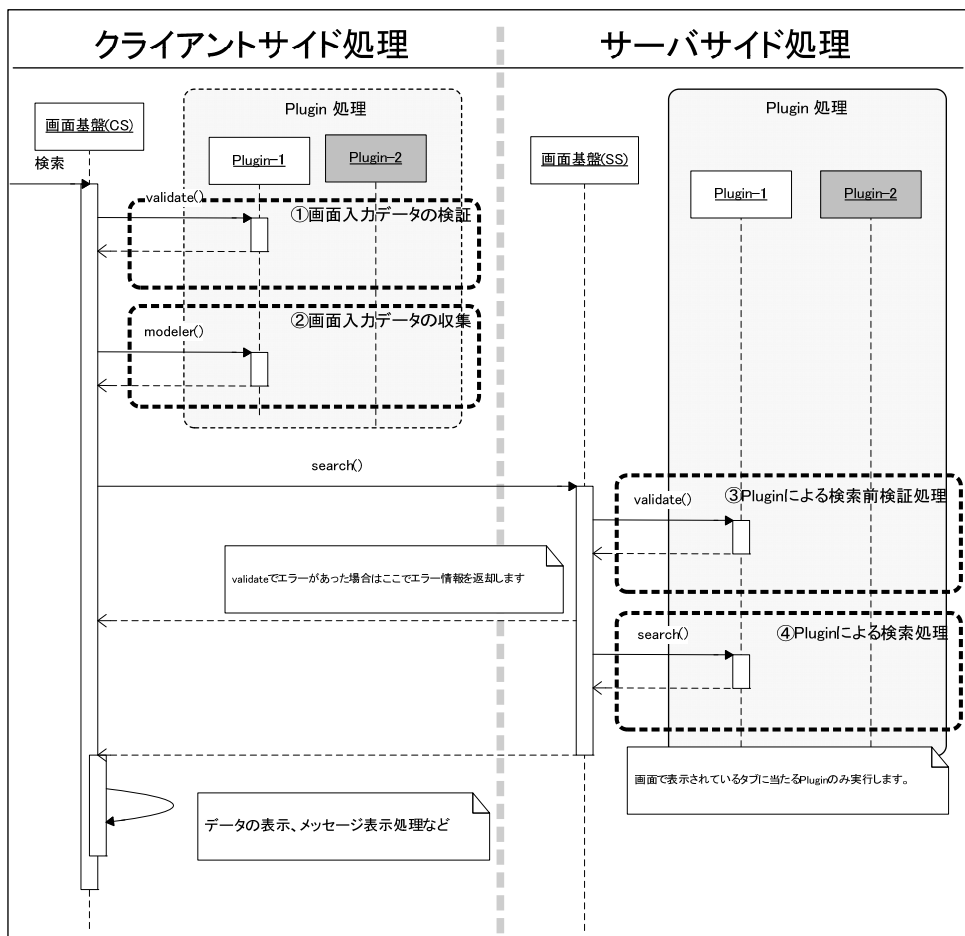 クライアントサイド処理
サーバサイド処理
Plugin 処理
Plugin 処理
画面基盤(CS)
Plugin-1
Plugin-2
画面基盤(SS)
Plugin-1
Plugin-2
検索
validate()
①画面入力データの検証
②画面入力データの収集
modeler()
search()
③Pluginによる検索前検証処理
validate()
validateでエラーがあった場合はここでエラー情報を返却します
④Pluginによる検索処理
search()
画面で表示されているタブに当たるPluginのみ実行します。
データの表示、メッセージ表示処理など